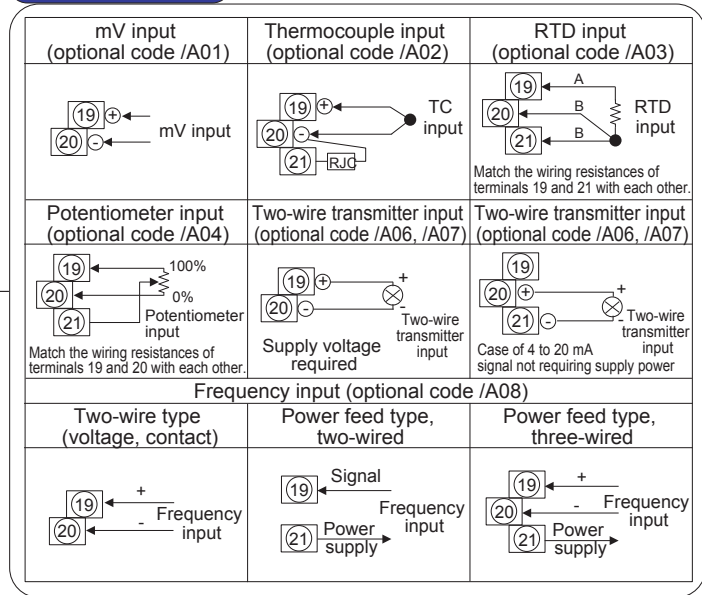 mV input
(optional code /A01)
19 +
20 -
mV input
Thermocouple input
(optional code /A02)
19 +
20 -
21
RJC
TC
input
RTD input
(optional code /A03)
19 A
20 B
21 B
RTD
input
Match the wiring resistances of
terminals 19 and 21 with each other.
Potentiometer input
(optional code /A04)
19
20
21
100%
0%
Potentiometer
input
Match the wiring resistances of
terminals 19 and 20 with each other.
Two-wire transmitter input
(optional code /A06, /A07)
19 + +
20 - -
Two-wire
transmitter
input
Supply voltage
required
Two-wire transmitter input
(optional code /A06, /A07)
19
20 + +
21 - -
Two-wire
transmitter
input
Case of 4 to 20 mA
signal not requiring supply power
Frequency input (optional code /A08)
Two-wire type
(voltage, contact)
19 +
20 -
Frequency
input
Power feed type,
two-wired
19 Signal
Frequency
input
21 Power
supply
Power feed type,
three-wired
19 +
20 -
Frequency
input
21 Power
supply